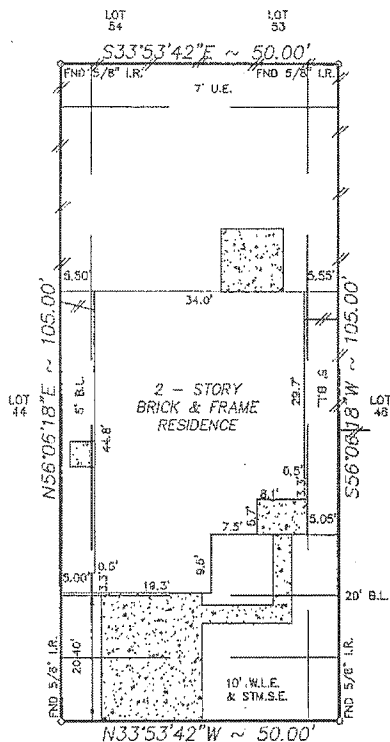 LOT 54
LOT 53
S33°53'42"E ~ 50.00'
FND 5/8" I.R.
FND 5/8" I.R.
7' U.E.
5.50'
5.55'
34.0'
N56°06'18"E ~ 105.00'
S56°06'18"W ~ 105.00'
LOT 44
5' B.L.
44.8'
2 - STORY
BRICK & FRAME
RESIDENCE
29.7'
5' B.L.
LOT 46
0.5'
8.1'
3.3'
5.7'
7.5'
5.05'
9.6'
5.00'
0.6'
3.3'
19.3'
20' B.L.
20.40'
10' W.L.E.
& STM.S.E.
FND 5/8" I.R.
FND 5/8" I.R.
N33°53'42"W ~ 50.00'